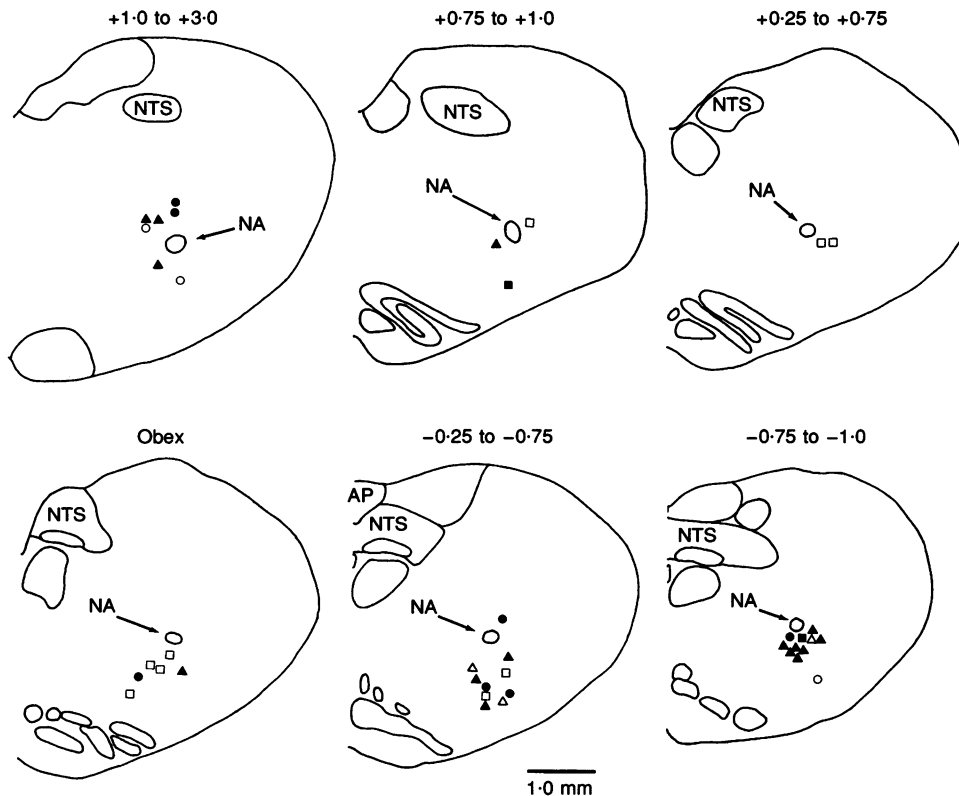 +1·0 to +3·0
+0·75 to +1·0
+0·25 to +0·75
NTS
NA
NTS
NA
NTS
NA
Obex
−0·25 to −0·75
−0·75 to −1·0
NTS
NA
AP
NTS
NA
NTS
NA
1·0 mm